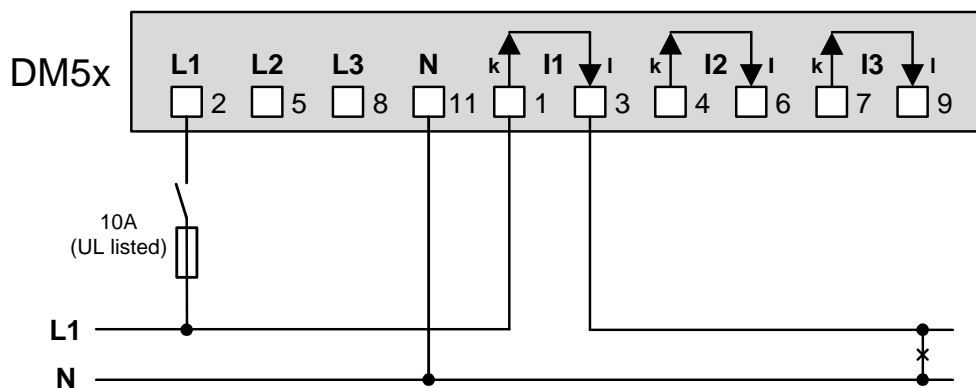 DM5x
L1 L2 L3 N k I1 l k I2 l k I3 l
2 5 8 11 1 3 4 6 7 9
10A
(UL listed)
L1
N